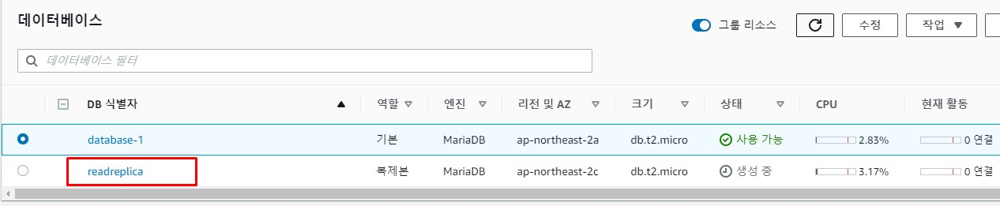 데이터베이스
그룹 리소스 수정 작업
데이터베이스 필터
DB 식별자 역할 엔진 리전 및 AZ 크기 상태 CPU 현재 활동
database-1 기본 MariaDB ap-northeast-2a db.t2.micro 사용 가능 2.83% 0 연결
readreplica 복제본 MariaDB ap-northeast-2c db.t2.micro 생성 중 3.17% 0 연결